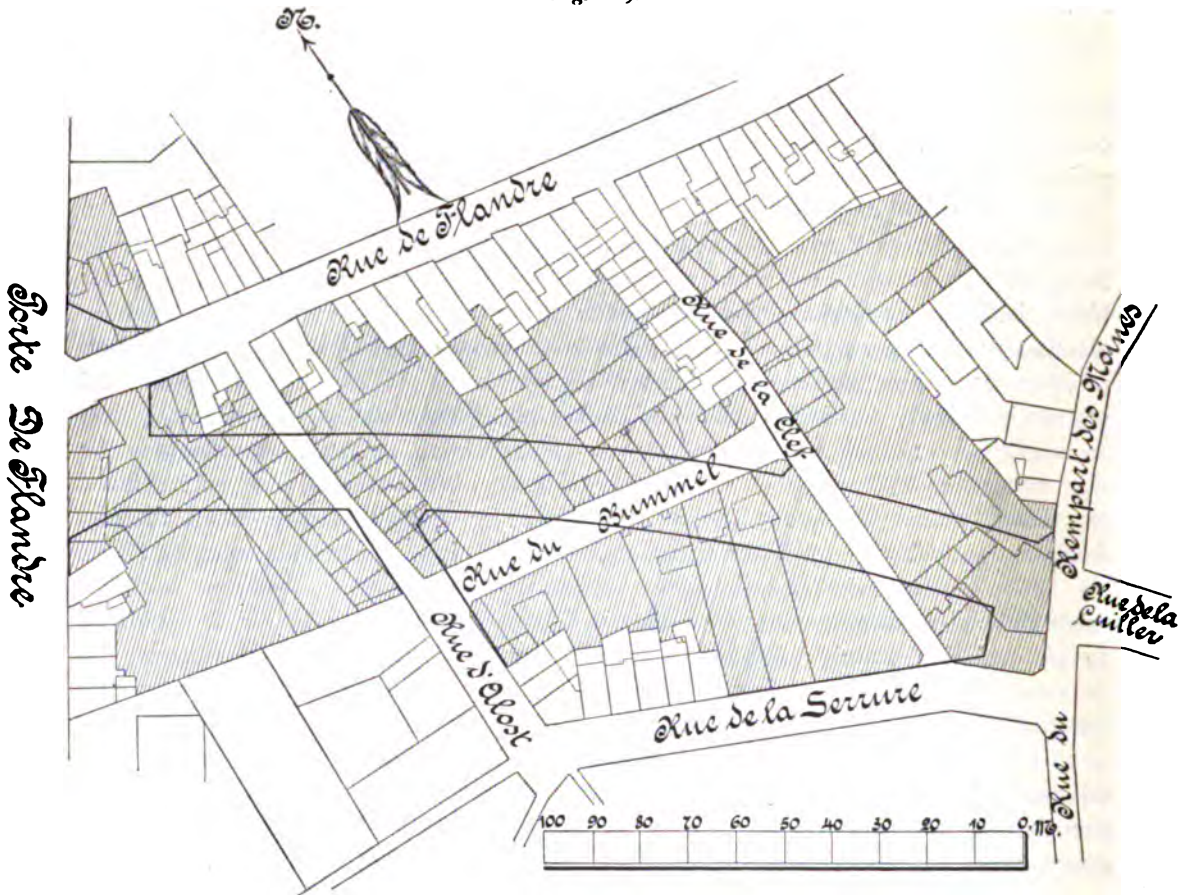 N.
Rue de Flandre
Porte De Flandre
Rue de la Clef
Rempart des Moines
Rue du Bummel
Rue de la
Cuiller
Rue d'Alost
Rue de la Serrure
Rue du
100 90 80 70 60 50 40 30 20 10 0. M.